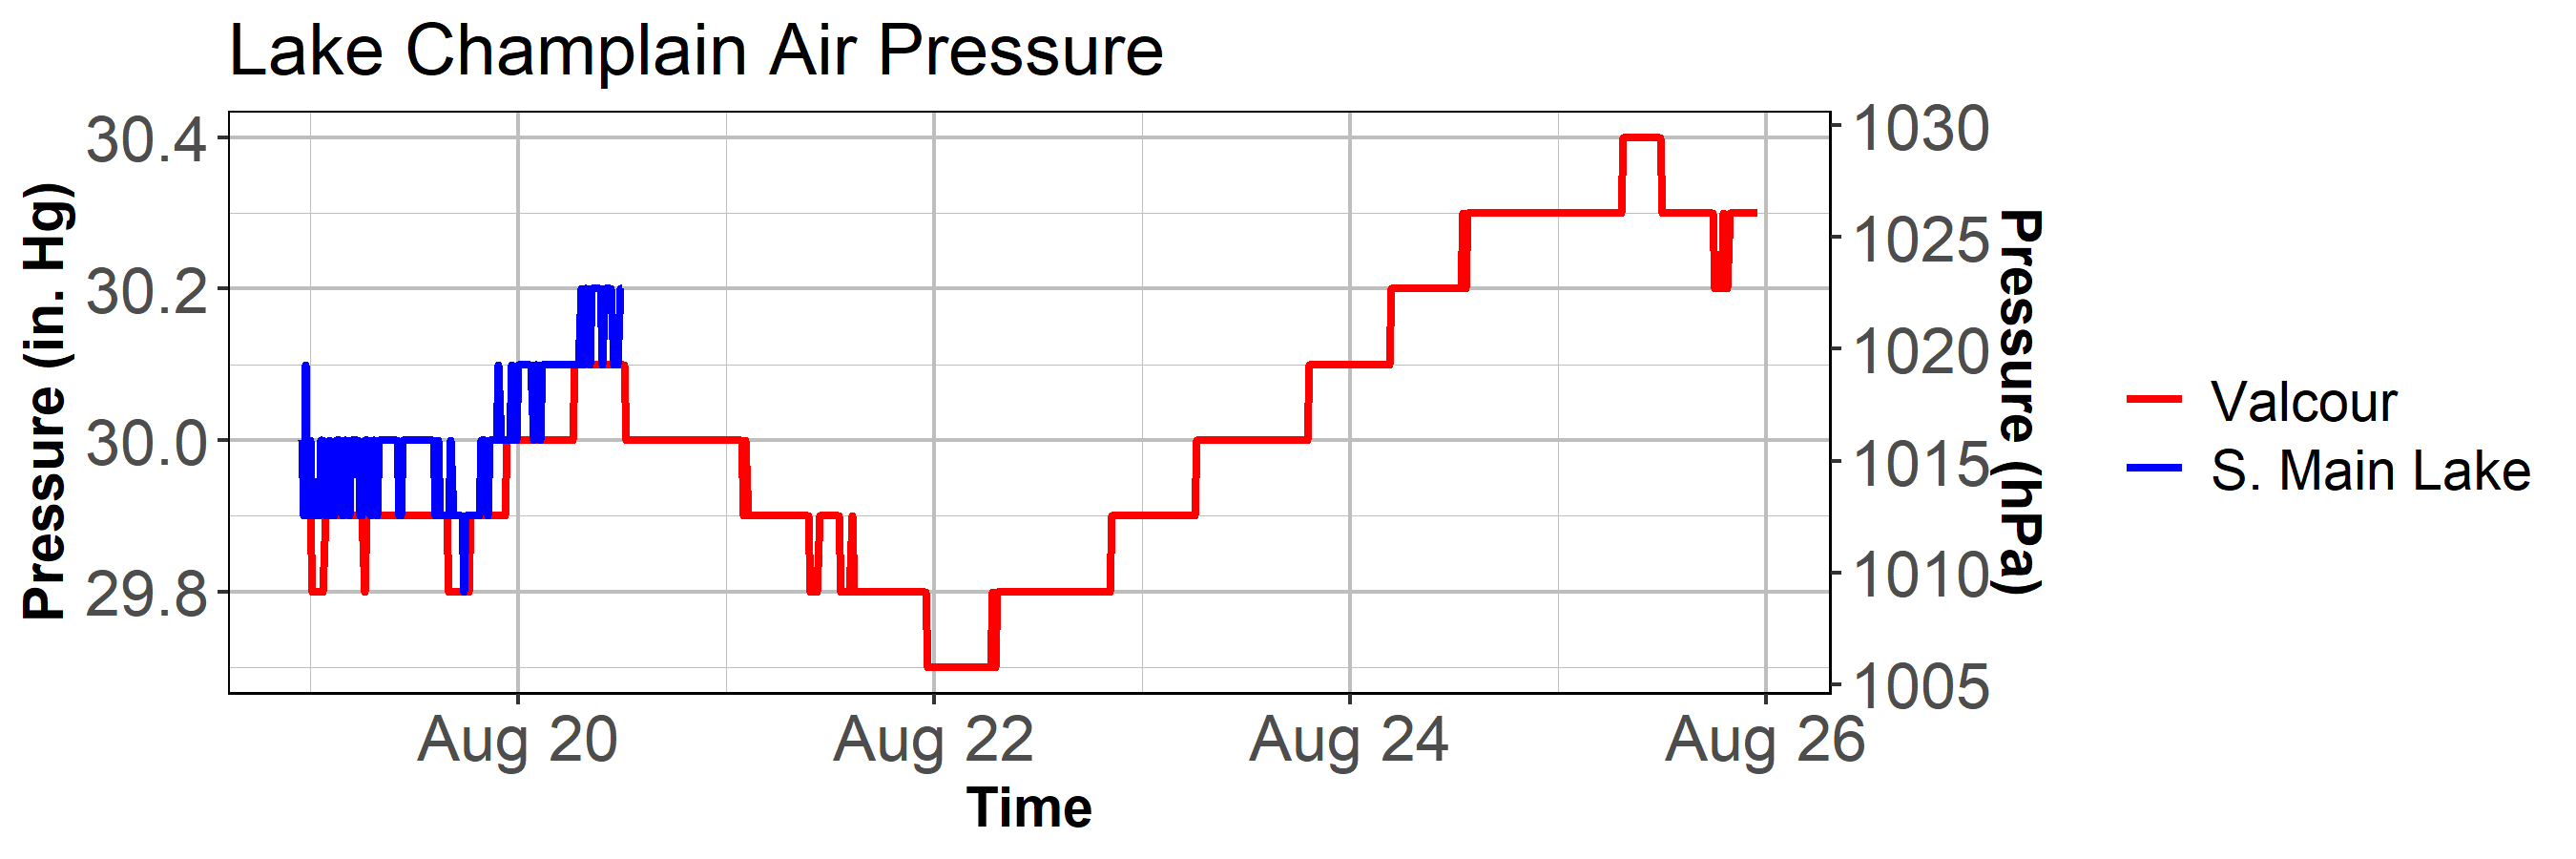 Lake Champlain Air Pressure
Pressure (in. Hg)
30.4
30.2
30.0
29.8
1030
1025
1020
1015
1010
1005
Pressure (hPa)
Aug 20
Aug 22
Aug 24
Aug 26
Time
Valcour
S. Main Lake